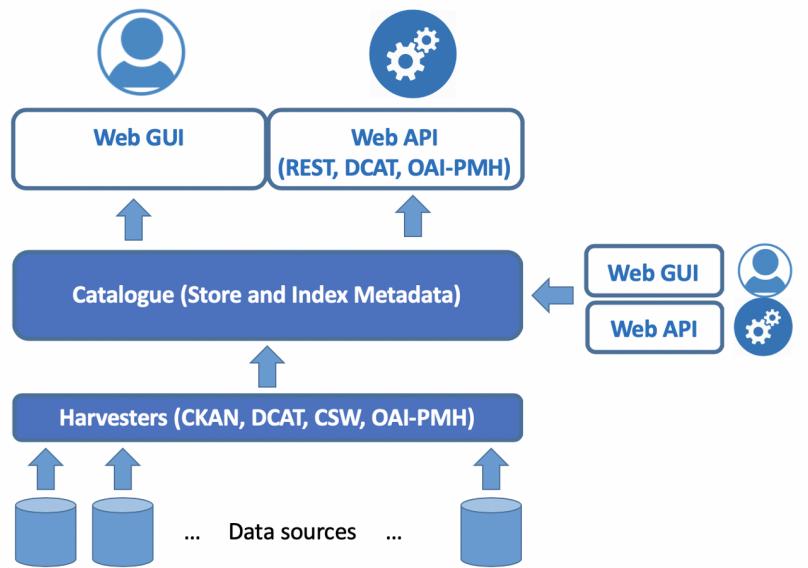 Web GUI
Web API
(REST, DCAT, OAI-PMH)
Catalogue (Store and Index Metadata)
Web GUI
Web API
Harvesters (CKAN, DCAT, CSW, OAI-PMH)
... Data sources ...